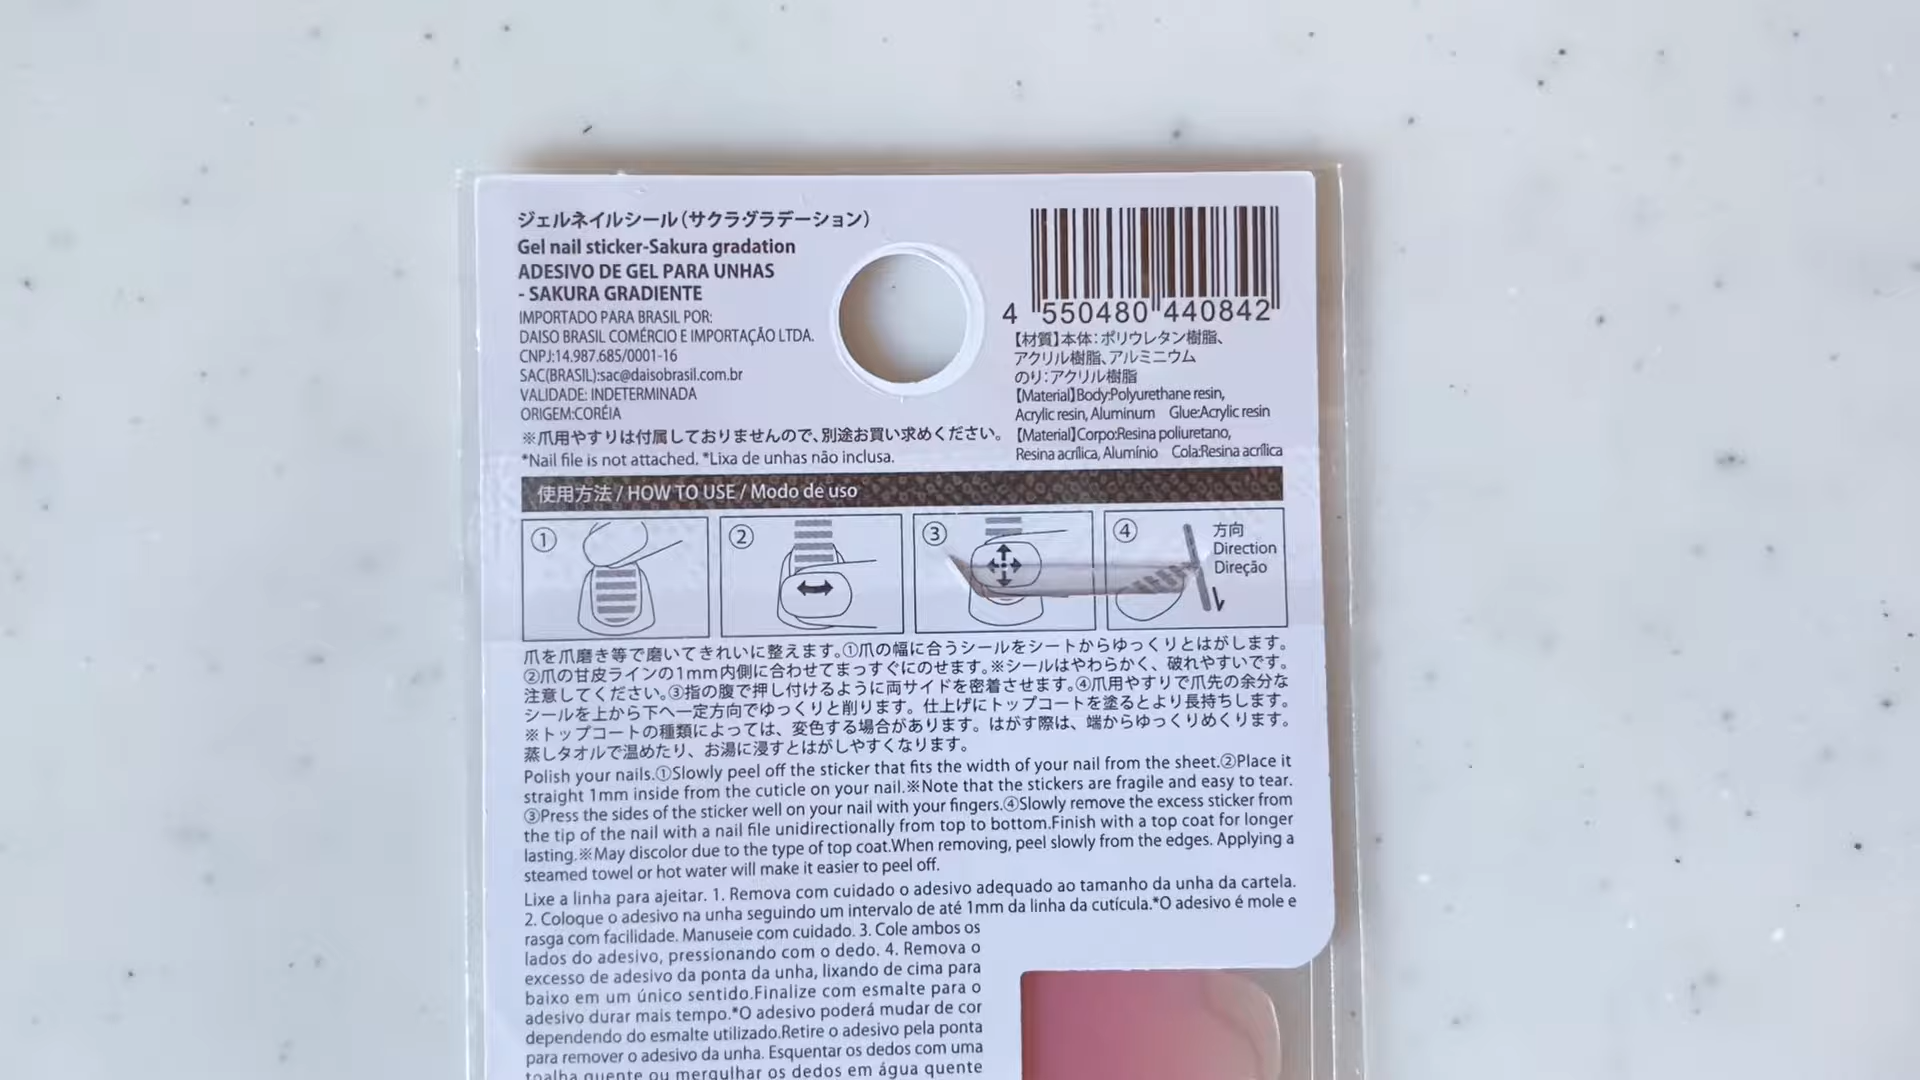 ジェルネイルシール(サクラグラデーション)
Gel nail sticker-Sakura gradation
ADESIVO DE GEL PARA UNHAS
- SAKURA GRADIENTE
IMPORTADO PARA BRASIL POR:
DAISO BRASIL COMÉRCIO E IMPORTAÇÃO LTDA.
CNPJ:14.987.685/0001-16
SAC(BRASIL):sac@daisobrasil.com.br
VALIDADE: INDETERMINADA
ORIGEM:CORÉIA
※爪用やすりは付属しておりませんので、別途お買い求めください。
*Nail file is not attached. *Lixa de unhas não inclusa.
4 550480 440842
【材質】本体:ポリウレタン樹脂、
アクリル樹脂、アルミニウム
のり:アクリル樹脂
【Material】Body:Polyurethane resin,
Acrylic resin, Aluminum Glue:Acrylic resin
【Material】Corpo:Resina poliuretano,
Resina acrílica, Alumínio Cola:Resina acrílica
使用方法 / HOW TO USE / Modo de uso
①
②
③
④
方向
Direction
Direção
爪を爪磨き等で磨いてきれいに整えます。①爪の幅に合うシールをシートからゆっくりとはがします。
②爪の甘皮ラインの1mm内側に合わせてまっすぐにのせます。※シールはやわらかく、破れやすいです。
注意してください。③指の腹で押し付けるように両サイドを密着させます。④爪用やすりで爪先の余分な
シールを上から下へ一定方向でゆっくりと削ります。仕上げにトップコートを塗るとより長持ちします。
※トップコートの種類によっては、変色する場合があります。はがす際は、端からゆっくりめくります。
蒸しタオルで温めたり、お湯に浸すとはがしやすくなります。
Polish your nails.①Slowly peel off the sticker that fits the width of your nail from the sheet.②Place it
straight 1mm inside from the cuticle on your nail.※Note that the stickers are fragile and easy to tear.
③Press the sides of the sticker well on your nail with your fingers.④Slowly remove the excess sticker from
the tip of the nail with a nail file unidirectionally from top to bottom.Finish with a top coat for longer
lasting.※May discolor due to the type of top coat.When removing, peel slowly from the edges. Applying a
steamed towel or hot water will make it easier to peel off.
Lixe a linha para ajeitar. 1. Remova com cuidado o adesivo adequado ao tamanho da unha da cartela.
2. Coloque o adesivo na unha seguindo um intervalo de até 1mm da linha da cutícula.*O adesivo é mole e
rasga com facilidade. Manuseie com cuidado. 3. Cole ambos os
lados do adesivo, pressionando com o dedo. 4. Remova o
excesso de adesivo da ponta da unha, lixando de cima para
baixo em um único sentido.Finalize com esmalte para o
adesivo durar mais tempo.*O adesivo poderá mudar de cor
dependendo do esmalte utilizado.Retire o adesivo pela ponta
para remover o adesivo da unha. Esquentar os dedos com uma
toalha quente ou mergulhar os dedos em água quente